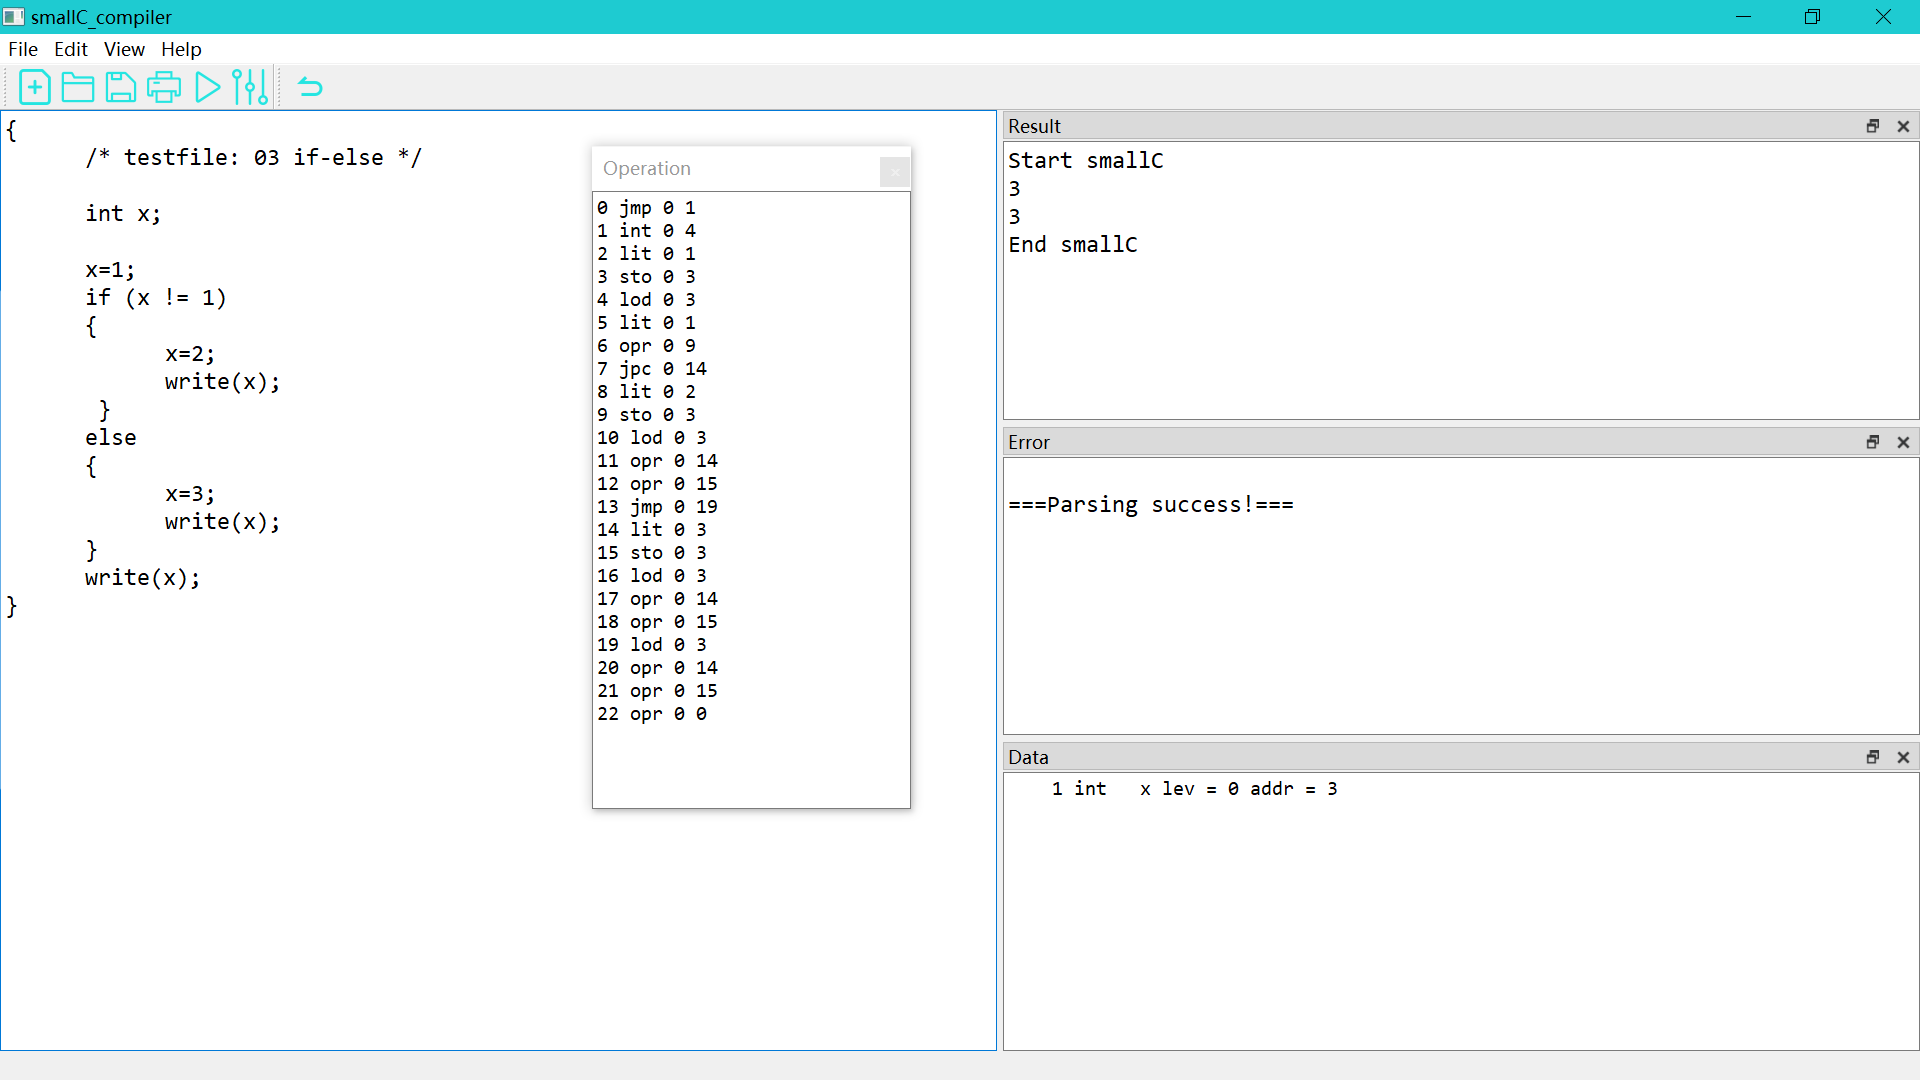 smallC_compiler
File Edit View Help
{
/* testfile: 03 if-else */
int x;
x=1;
if (x != 1)
{
x=2;
write(x);
}
else
{
x=3;
write(x);
}
write(x);
}
Operation
0 jmp 0 1
1 int 0 4
2 lit 0 1
3 sto 0 3
4 lod 0 3
5 lit 0 1
6 opr 0 9
7 jpc 0 14
8 lit 0 2
9 sto 0 3
10 lod 0 3
11 opr 0 14
12 opr 0 15
13 jmp 0 19
14 lit 0 3
15 sto 0 3
16 lod 0 3
17 opr 0 14
18 opr 0 15
19 lod 0 3
20 opr 0 14
21 opr 0 15
22 opr 0 0
Result
Start smallC
3
3
End smallC
Error
===Parsing success!===
Data
1 int x lev = 0 addr = 3